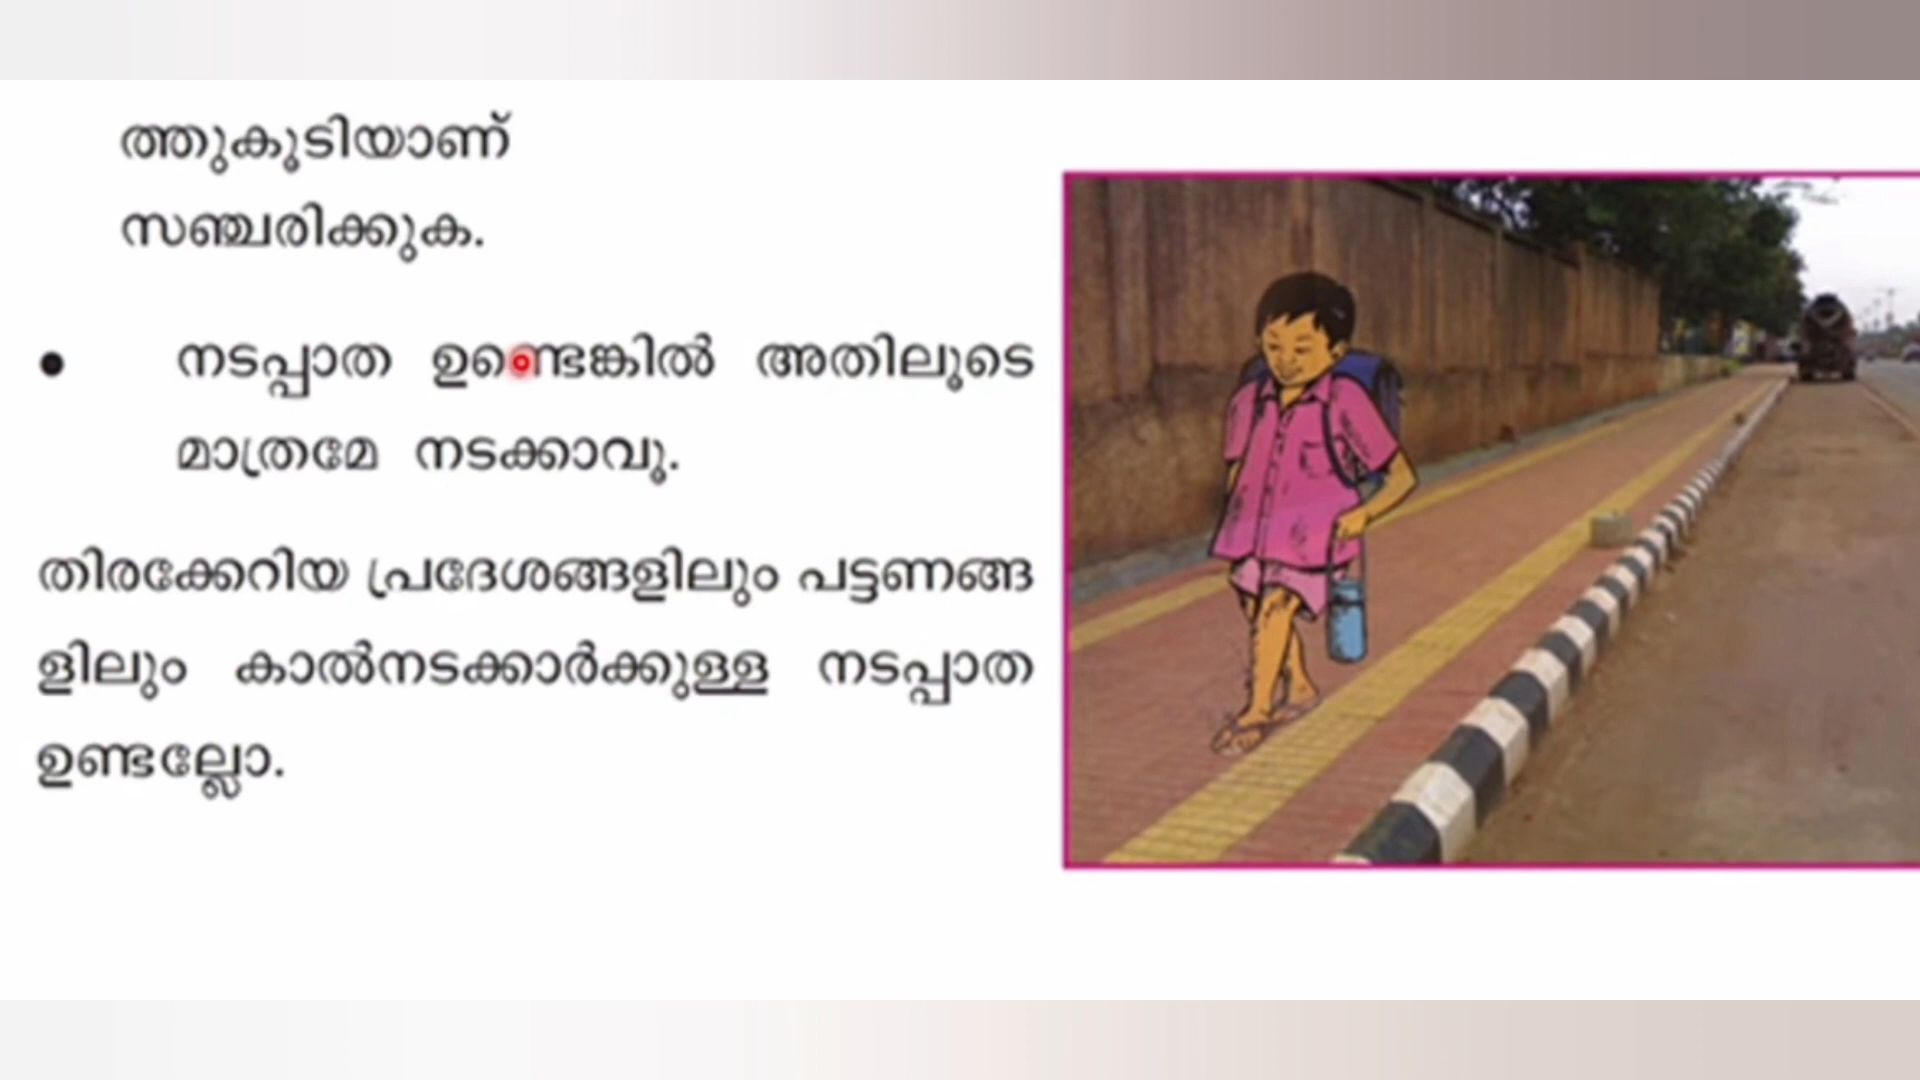 ത്തുകൂടിയാണ്
സഞ്ചരിക്കുക.
● നടപ്പാത ഉണ്ടെങ്കിൽ അതിലൂടെ
മാത്രമേ നടക്കാവൂ.
തിരക്കേറിയ പ്രദേശങ്ങളിലും പട്ടണങ്ങ
ളിലും കാൽനടക്കാർക്കുള്ള നടപ്പാത
ഉണ്ടല്ലോ.